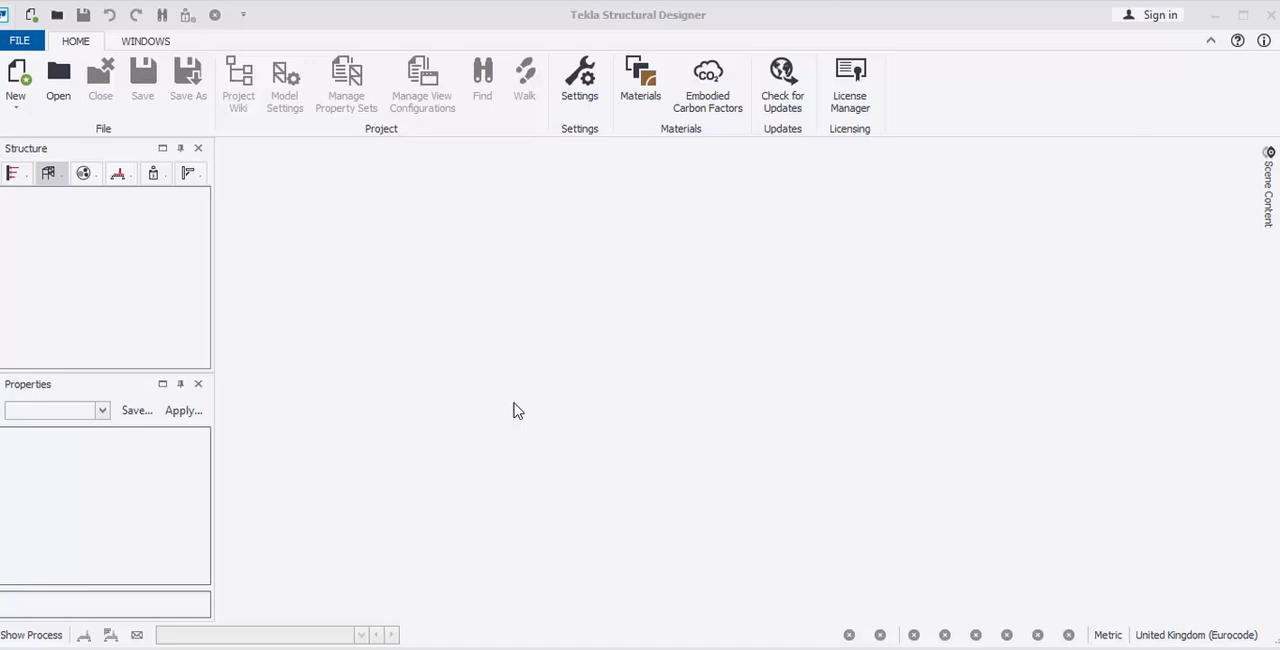 Tekla Structural Designer
Sign in
FILE HOME WINDOWS
New Open Close Save Save As
Project Wiki
Model Settings
Manage Property Sets
Manage View Configurations
Find Walk
Settings
Materials
Embodied Carbon Factors
Check for Updates
License Manager
File Project Settings Materials Updates Licensing
Structure
Scene Content
Properties
Save... Apply...
Show Process
Metric United Kingdom (Eurocode)